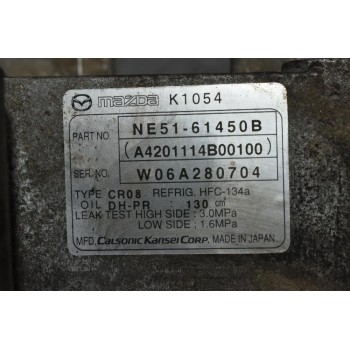 mazda K1054
PART NO. NE51-61450B
(A4201114B00100)
SERI NO. W06A280704
TYPE CR08 REFRIG. HFC-134a
OIL DH-PR : 130 cm³
LEAK TEST HIGH SIDE : 3.0MPa
LOW SIDE : 1.6MPa
MFD. CALSONIC KANSEI CORP. MADE IN JAPAN.